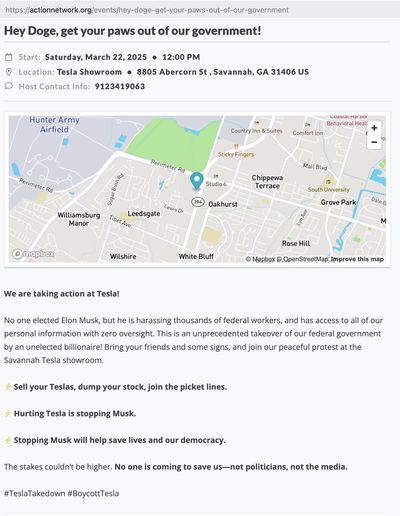 https://actionnetwork.org/events/hey-doge-get-your-paws-out-of-our-government
Hey Doge, get your paws out of our government!
Start: Saturday, March 22, 2025 ● 12:00 PM
Location: Tesla Showroom ● 8805 Abercorn St , Savannah, GA 31406 US
Host Contact Info: 9123419063
Coastal Harbor
Behavioral Hea
Hunter Army
Airfield
Country Inn & Suites
Comfort Inn
+
−
Sticky Fingers
Perimeter Rd
Mall Blvd
Perimeter Rd
Sugar Bush Rd
Studio 6
Chippewa
Terrace
South University
Lewis Dr
204
Oakhurst
Grove Park
Dale D
Williamsburg
Manor
Leedsgate
Tibet Ave
Lyn Ave
Rose Hill
Wilshire
White Bluff
mapbox
© Mapbox © OpenStreetMap Improve this map
We are taking action at Tesla!
No one elected Elon Musk, but he is harassing thousands of federal workers, and has access to all of our
personal information with zero oversight. This is an unprecedented takeover of our federal government
by an unelected billionaire! Bring your friends and some signs, and join our peaceful protest at the
Savannah Tesla showroom.
⚡ Sell your Teslas, dump your stock, join the picket lines.
⚡ Hurting Tesla is stopping Musk.
⚡ Stopping Musk will help save lives and our democracy.
The stakes couldn't be higher. No one is coming to save us—not politicians, not the media.
#TeslaTakedown #BoycottTesla